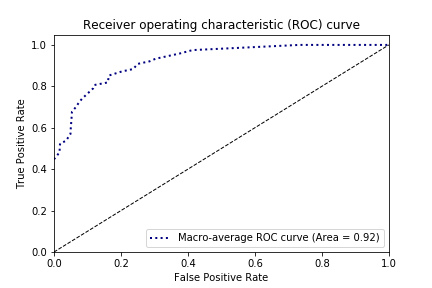 Receiver operating characteristic (ROC) curve
True Positive Rate
1.0
0.8
0.6
0.4
0.2
0.0
Macro-average ROC curve (Area = 0.92)
0.0 0.2 0.4 0.6 0.8 1.0
False Positive Rate